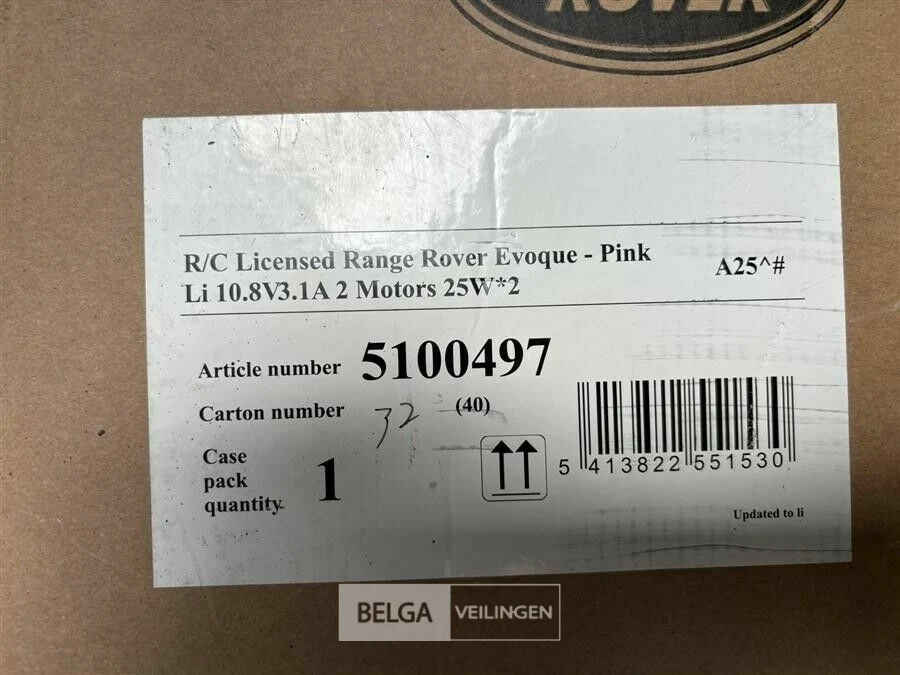 ROVER
R/C Licensed Range Rover Evoque - Pink
Li 10.8V3.1A 2 Motors 25W*2
A25^#
Article number 5100497
Carton number 32 (40)
Case
pack
quantity 1
5 413822 551530
Updated to li
BELGA VEILINGEN